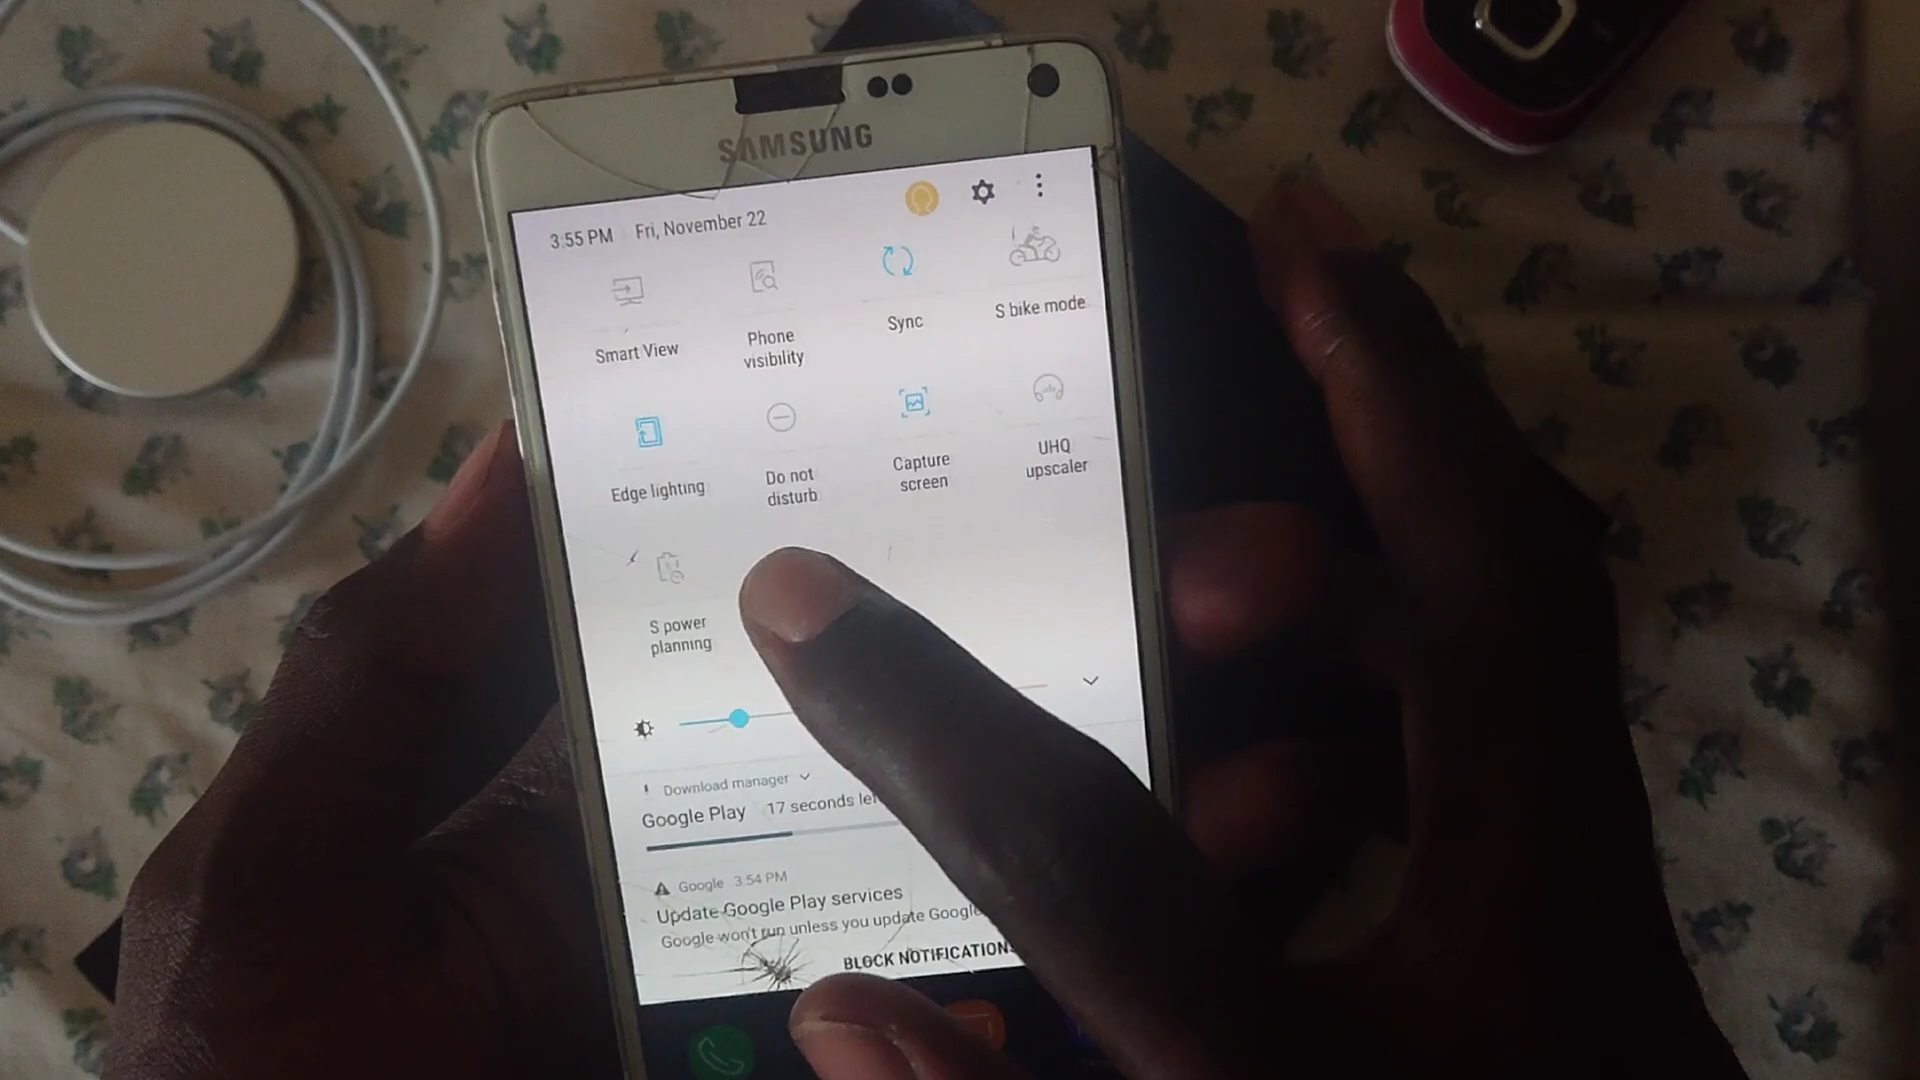 SAMSUNG
3:55 PM Fri, November 22
Smart View
Phone
visibility
Sync
S bike mode
Edge lighting
Do not
disturb
Capture
screen
UHQ
upscaler
S power
planning
Download manager
Google Play 17 seconds
Google 3:54 PM
Update Google Play services
Google won't run unless you update Google
BLOCK NOTIFICATIONS